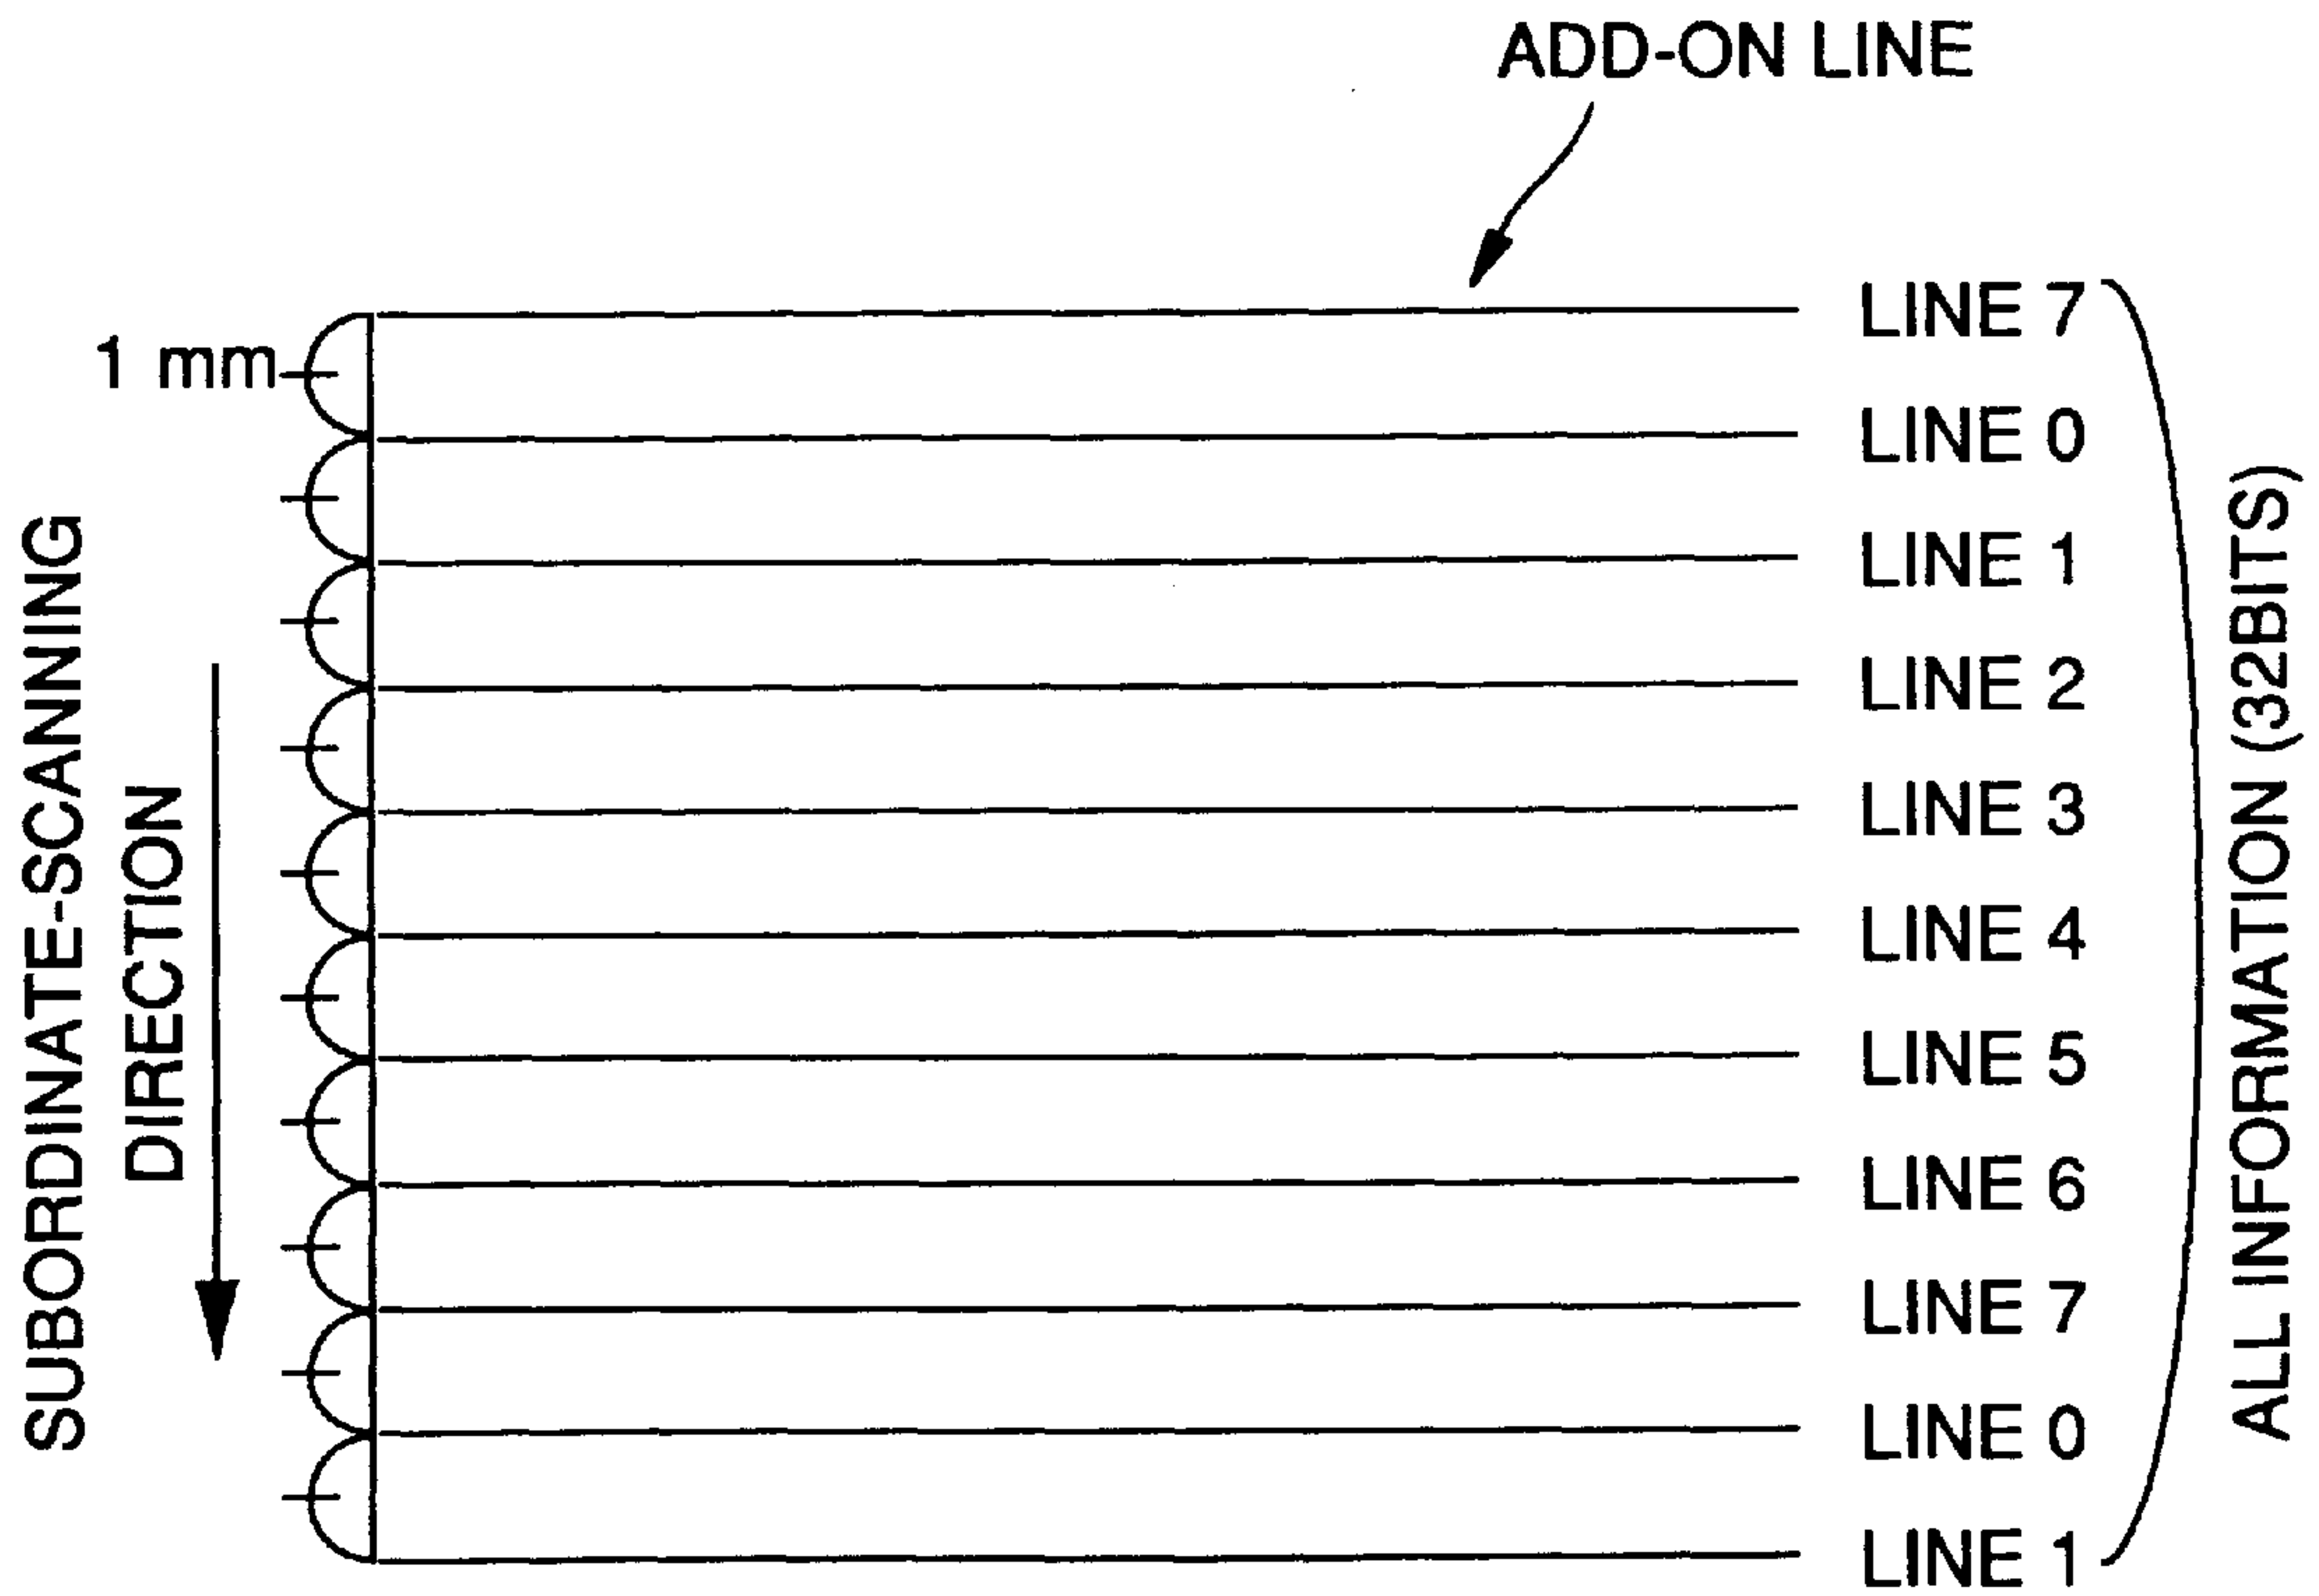 ADD-ON LINE
1 mm
SUBORDINATE-SCANNING
DIRECTION
LINE 7
LINE 0
LINE 1
LINE 2
LINE 3
LINE 4
LINE 5
LINE 6
LINE 7
LINE 0
LINE 1
ALL INFORMATION (32BITS)